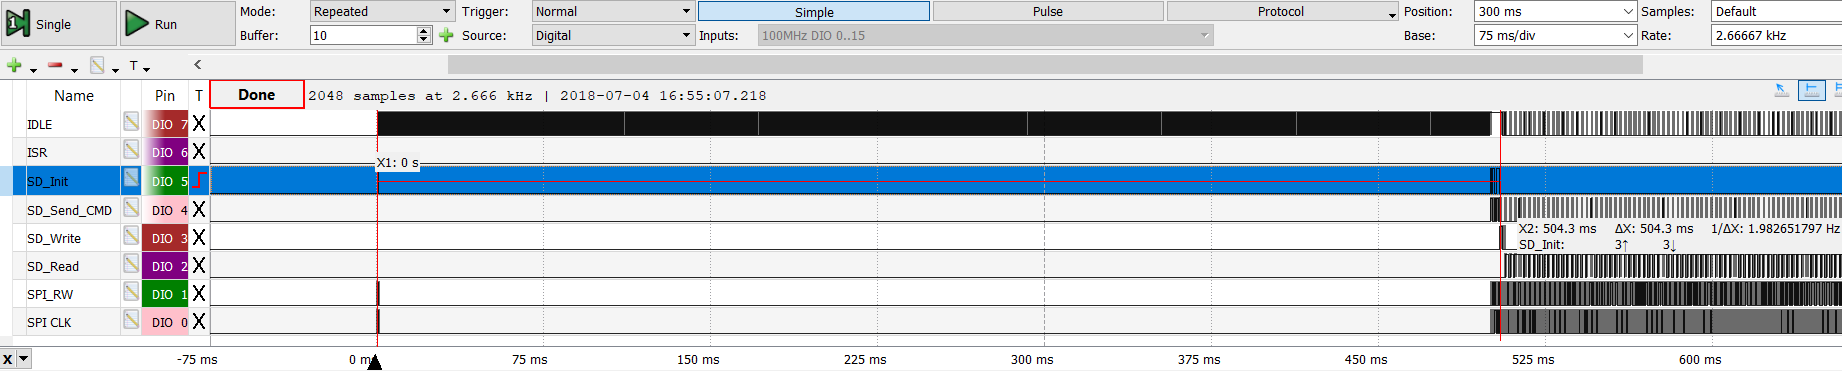 Single Run Mode: Repeated Trigger: Normal Simple Pulse Protocol Position: 300 ms Samples: Default
Buffer: 10 Source: Digital Inputs: 100MHz DIO 0..15 Base: 75 ms/div Rate: 2.66667 kHz
T
Name Pin T Done 2048 samples at 2.666 kHz | 2018-07-04 16:55:07.218
IDLE DIO 7 X
ISR DIO 6 X
X1: 0 s
SD_Init DIO 5
SD_Send_CMD DIO 4 X
SD_Write DIO 3 X
X2: 504.3 ms ΔX: 504.3 ms 1/ΔX: 1.982651797 Hz
SD_Init: 3↑ 3↓
SD_Read DIO 2 X
SPI_RW DIO 1 X
SPI CLK DIO 0 X
X -75 ms 0 ms 75 ms 150 ms 225 ms 300 ms 375 ms 450 ms 525 ms 600 ms